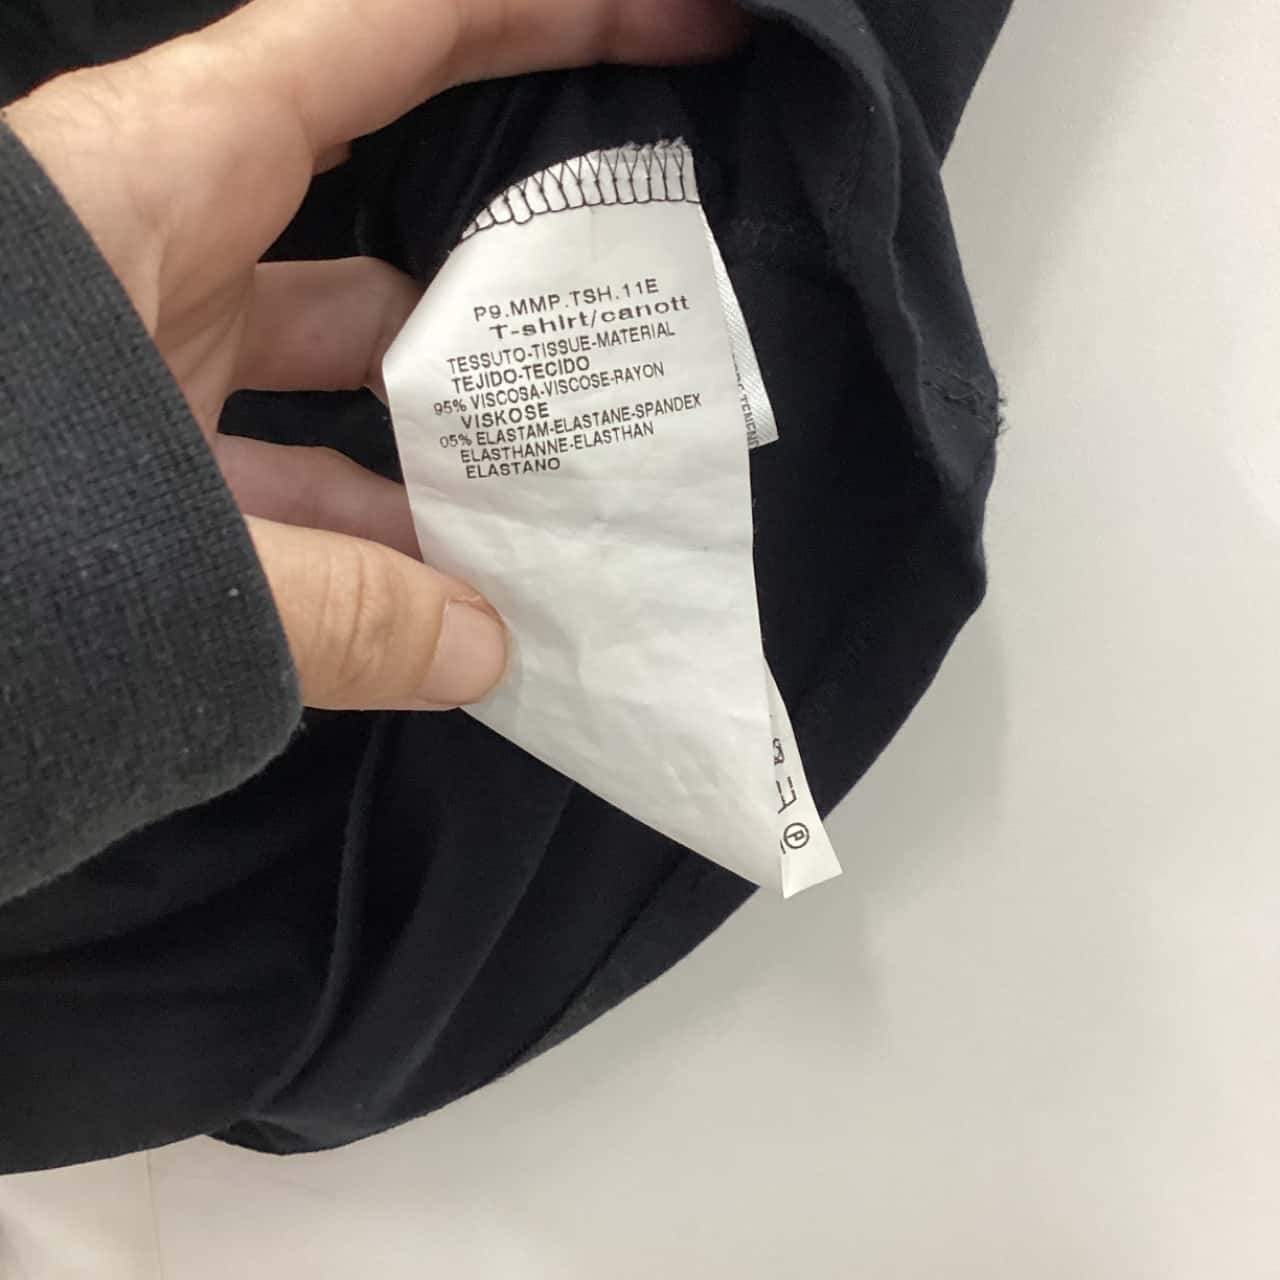 P9.MMP.TSH.11E
T-shirt/canott
TESSUTO-TISSUE-MATERIAL
TEJIDO-TECIDO
95% VISCOSA-VISCOSE-RAYON
VISKOSE
05% ELASTAM-ELASTANE-SPANDEX
ELASTHANNE-ELASTHAN
ELASTANO
P